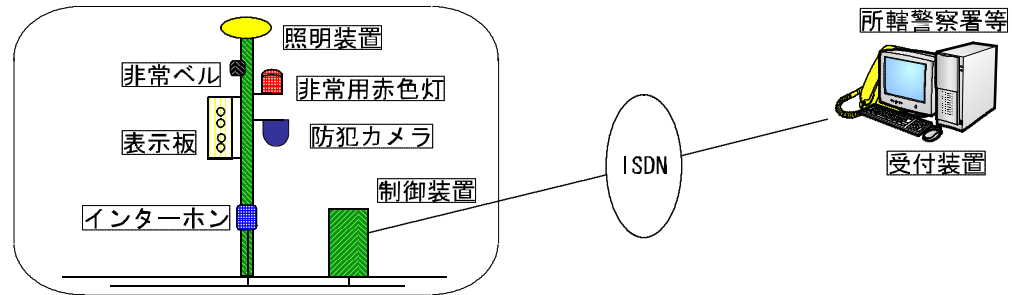 照明装置
非常ベル
非常用赤色灯
表示板
防犯カメラ
制御装置
インターホン
ISDN
所轄警察署等
受付装置